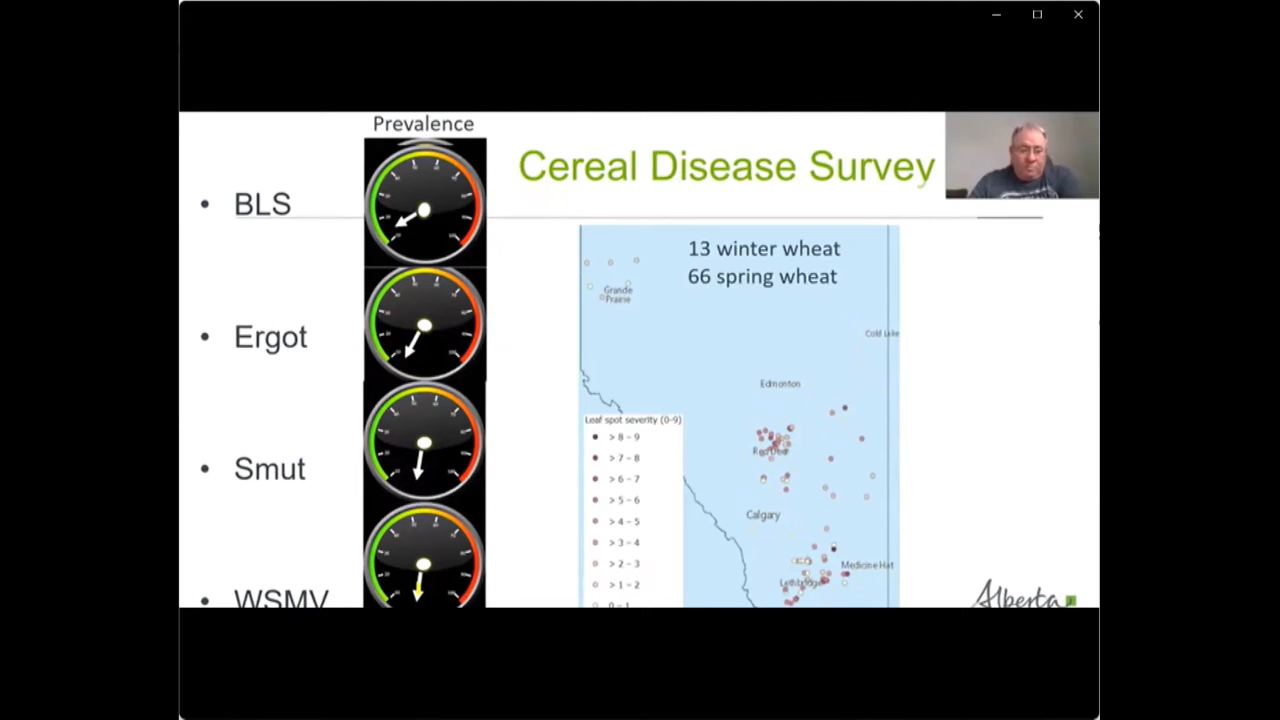 Prevalence
Cereal Disease Survey
• BLS
• Ergot
• Smut
• WSMV
13 winter wheat
66 spring wheat
Grande
Prairie
Cold Lake
Edmonton
Red Deer
Calgary
Medicine Hat
Lethbridge
Leaf spot severity (0-9)
> 8 - 9
> 7 - 8
> 6 - 7
> 5 - 6
> 4 - 5
> 3 - 4
> 2 - 3
> 1 - 2
0 - 1
Alberta